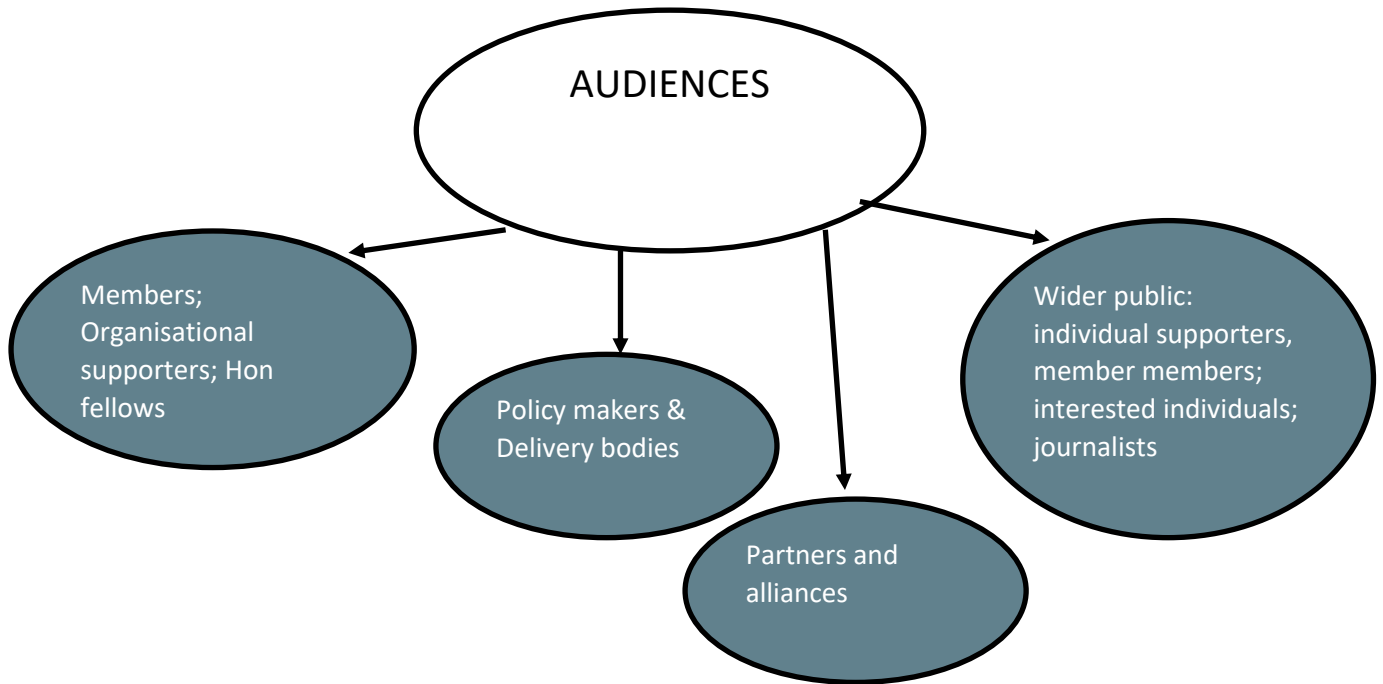 AUDIENCES
Members;
Organisational
supporters; Hon
fellows
Policy makers &
Delivery bodies
Partners and
alliances
Wider public:
individual supporters,
member members;
interested individuals;
journalists